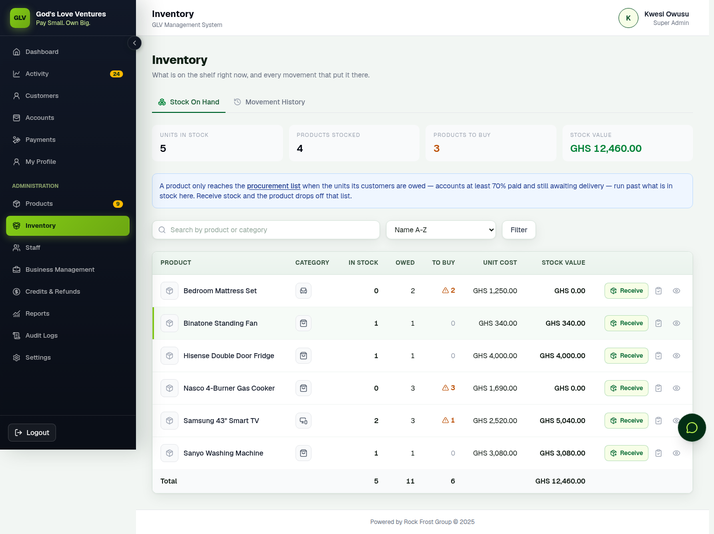 GLV
God's Love Ventures
Pay Small. Own Big.
Dashboard
Activity 24
Customers
Accounts
Payments
My Profile
ADMINISTRATION
Products 9
Inventory
Staff
Business Management
Credits & Refunds
Reports
Audit Logs
Settings
Logout
Inventory
GLV Management System
K
Kwesi Owusu
Super Admin
Inventory
What is on the shelf right now, and every movement that put it there.
Stock On Hand Movement History
UNITS IN STOCK
5
PRODUCTS STOCKED
4
PRODUCTS TO BUY
3
STOCK VALUE
GHS 12,460.00
A product only reaches the procurement list when the units its customers are owed — accounts at least 70% paid and still awaiting delivery — run past what is in
stock here. Receive stock and the product drops off that list.
Search by product or category Name A-Z Filter
PRODUCT CATEGORY IN STOCK OWED TO BUY UNIT COST STOCK VALUE
Bedroom Mattress Set 0 2 2 GHS 1,250.00 GHS 0.00 Receive
Binatone Standing Fan 1 1 0 GHS 340.00 GHS 340.00 Receive
Hisense Double Door Fridge 1 1 0 GHS 4,000.00 GHS 4,000.00 Receive
Nasco 4-Burner Gas Cooker 0 3 3 GHS 1,690.00 GHS 0.00 Receive
Samsung 43" Smart TV 2 3 1 GHS 2,520.00 GHS 5,040.00 Receive
Sanyo Washing Machine 1 1 0 GHS 3,080.00 GHS 3,080.00 Receive
Total 5 11 6 GHS 12,460.00
Powered by Rock Frost Group © 2025